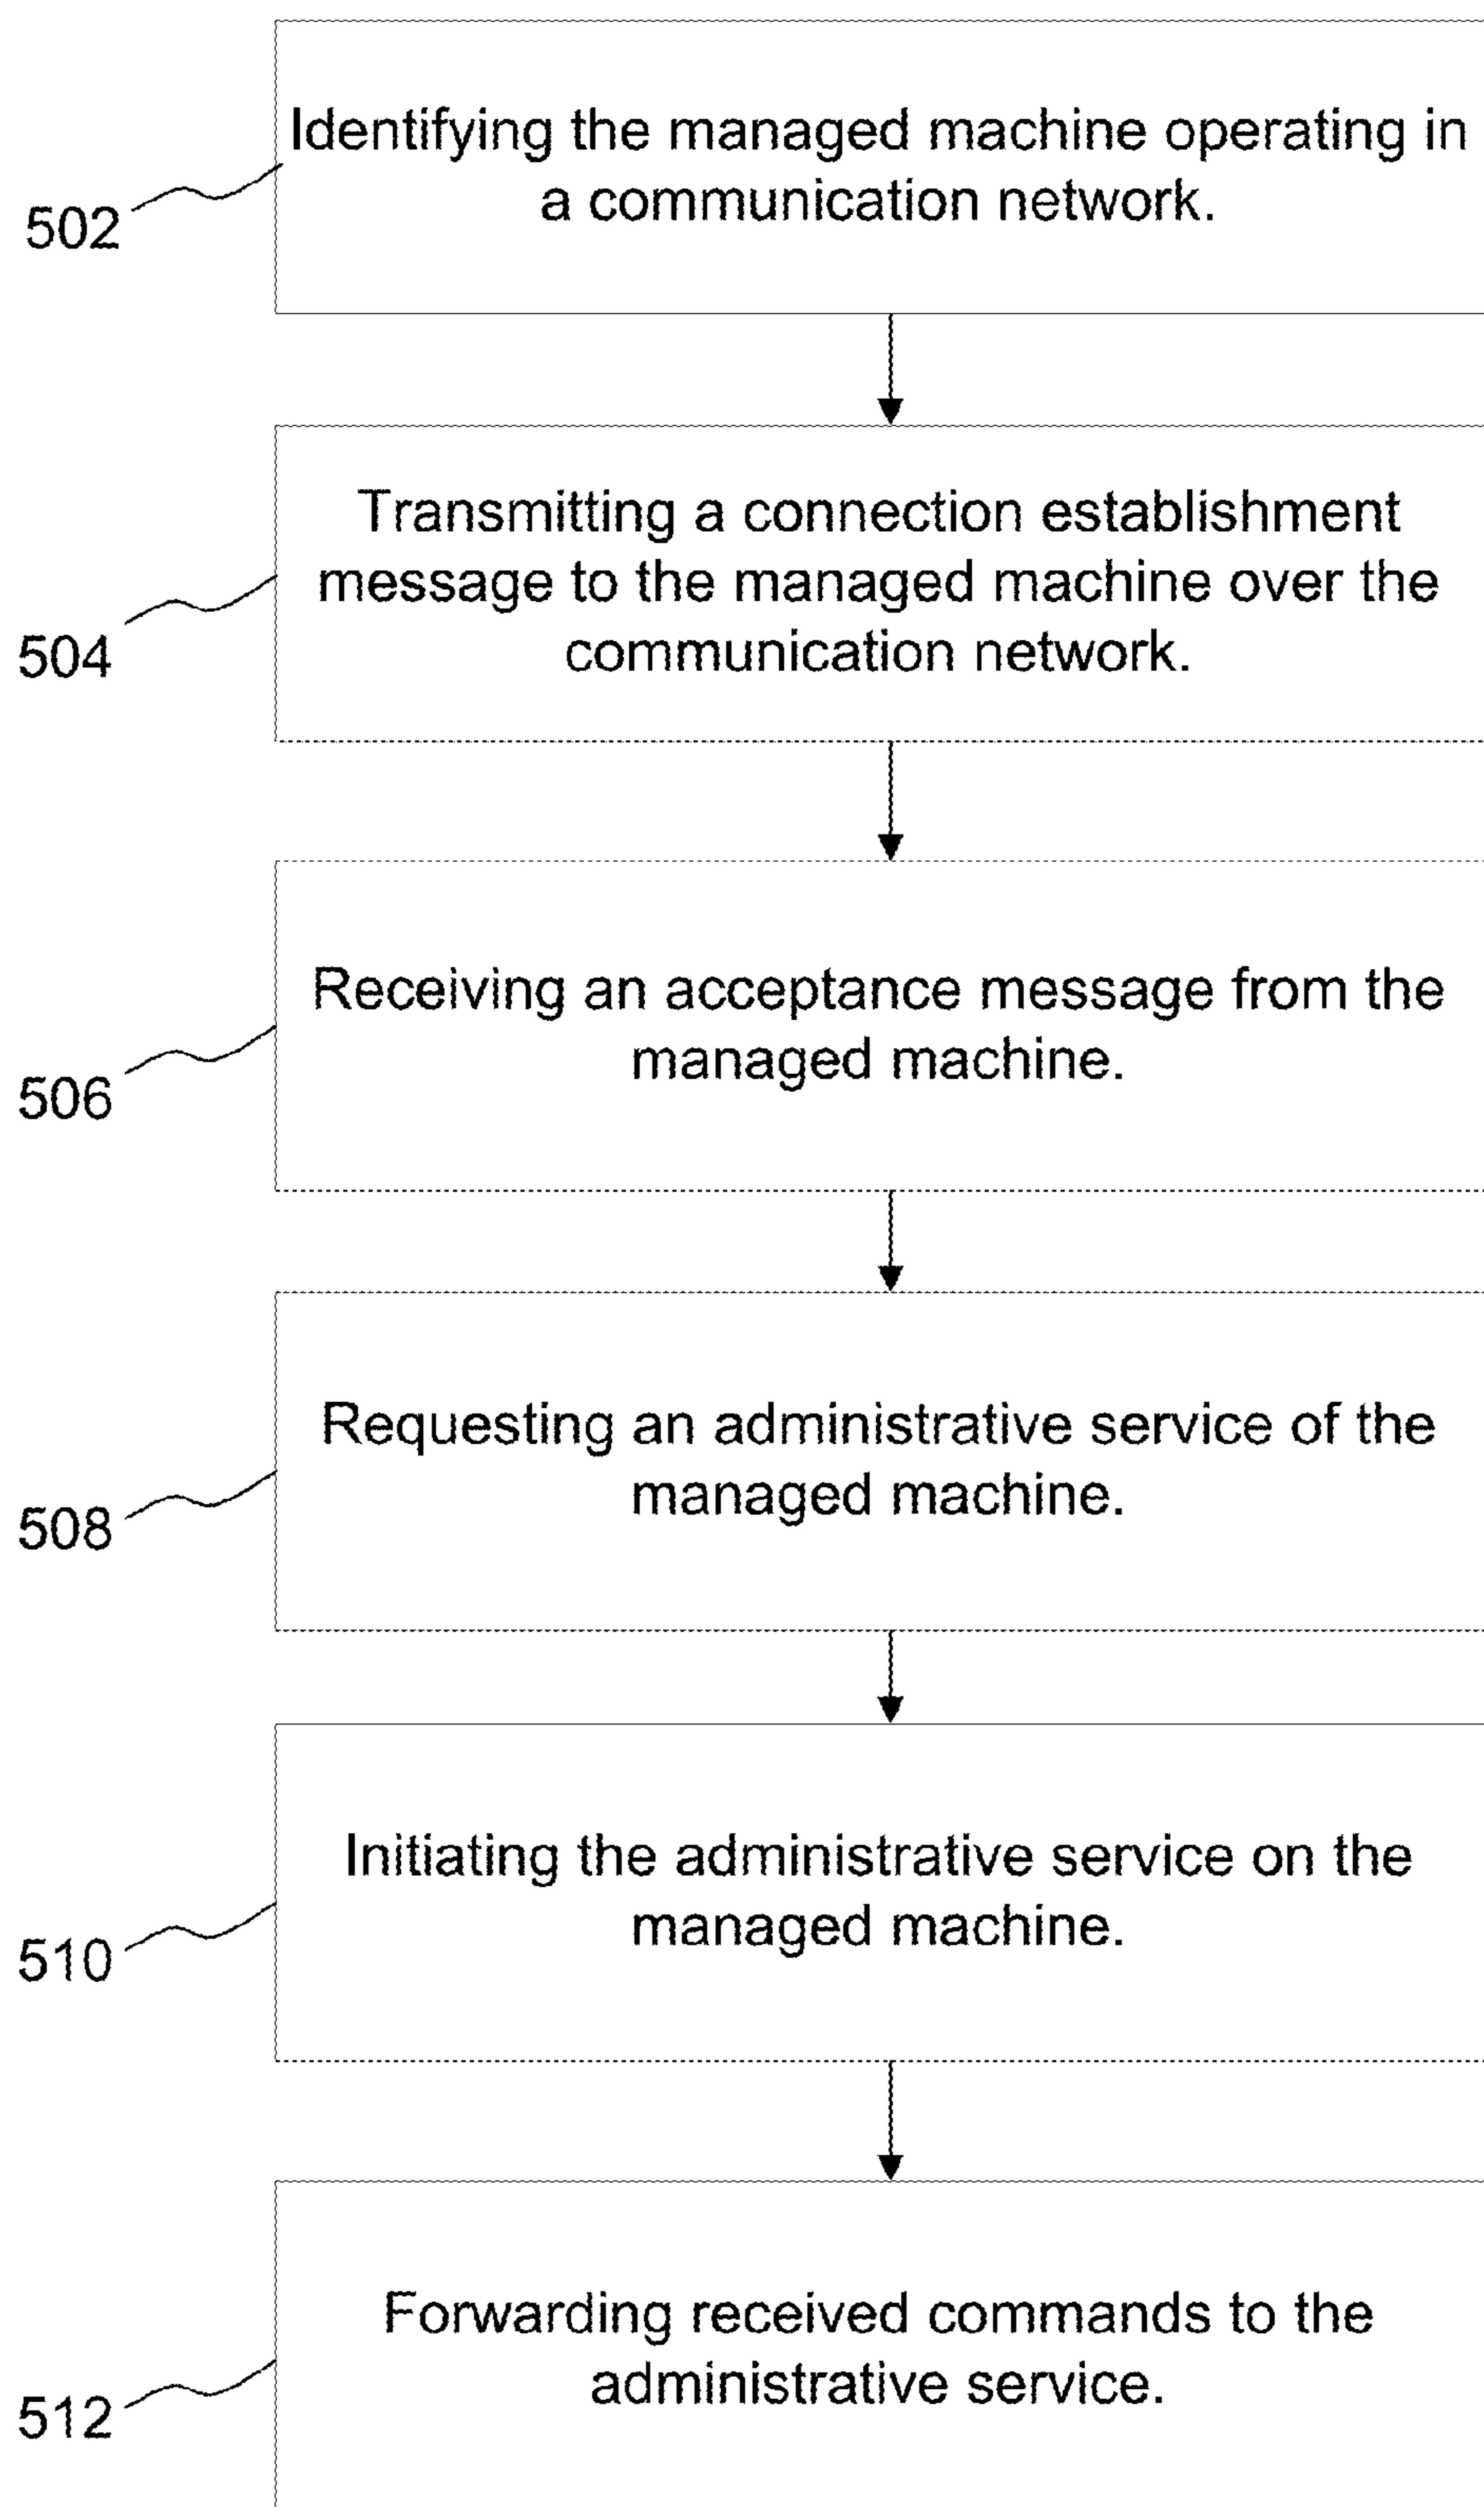 Identifying the managed machine operating in
a communication network.
502
Transmitting a connection establishment
message to the managed machine over the
communication network.
504
Receiving an acceptance message from the
managed machine.
506
Requesting an administrative service of the
managed machine.
508
Initiating the administrative service on the
managed machine.
510
Forwarding received commands to the
administrative service.
512